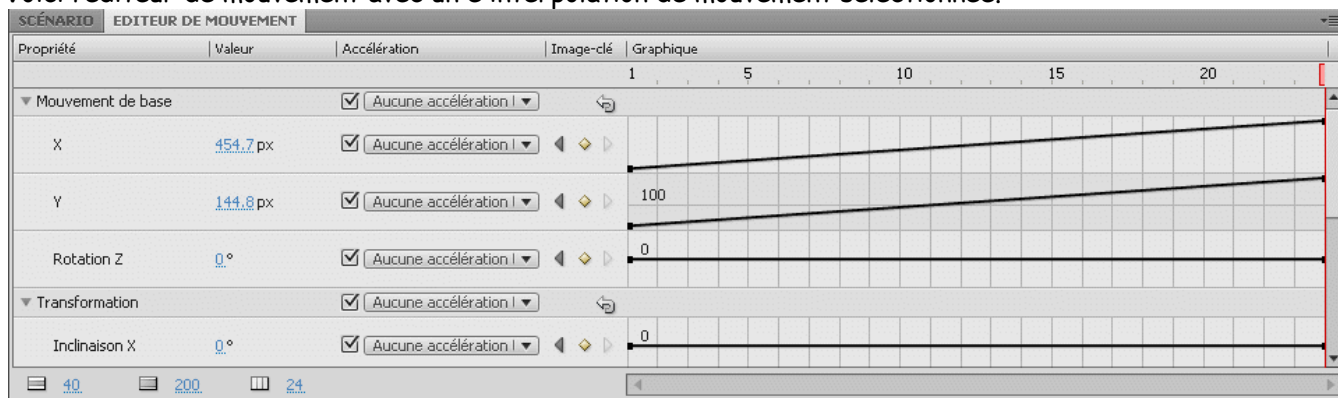 Voici l'éditeur de mouvement avec un e interpolation de mouvement sélectionnée.
SCÉNARIO EDITEUR DE MOUVEMENT
Propriété Valeur Accélération Image-clé Graphique
1 5 10 15 20
Mouvement de base Aucune accélération
X 454.7 px Aucune accélération
Y 144.8 px Aucune accélération 100
Rotation Z 0° Aucune accélération 0
Transformation Aucune accélération
Inclinaison X 0° Aucune accélération 0
40 200 24